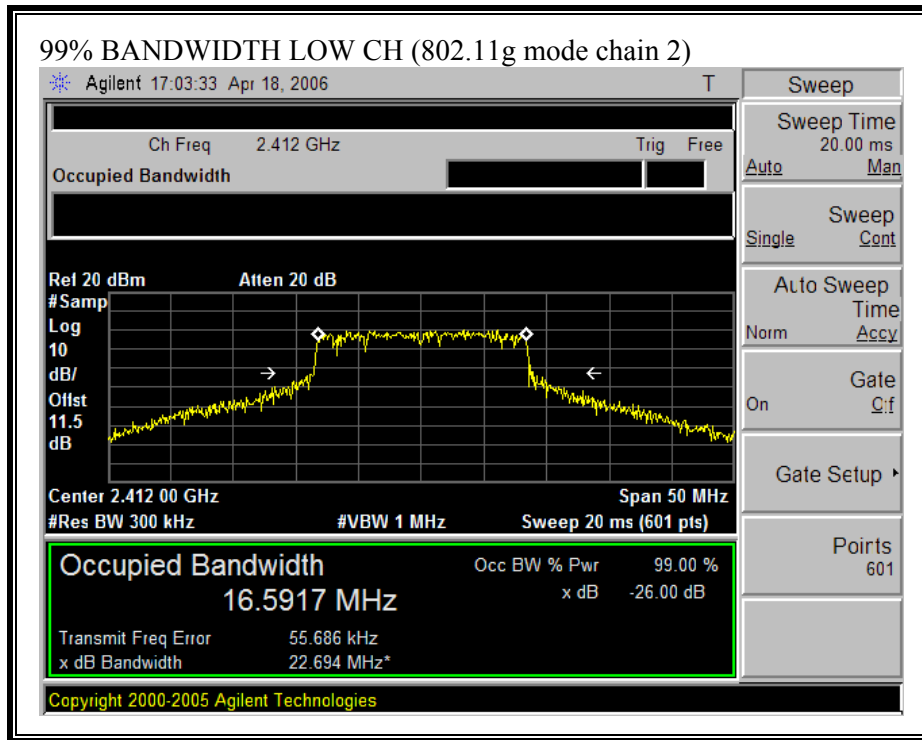 99% BANDWIDTH LOW CH (802.11g mode chain 2)
Agilent 17:03:33 Apr 18, 2006 T
Ch Freq 2.412 GHz Trig Free
Occupied Bandwidth
Ref 20 dBm Atten 20 dB
#Samp
Log
10
dB/
Offst
11.5
dB
Center 2.412 00 GHz Span 50 MHz
#Res BW 300 kHz #VBW 1 MHz Sweep 20 ms (601 pts)
Occupied Bandwidth
16.5917 MHz
Occ BW % Pwr 99.00 %
x dB -26.00 dB
Transmit Freq Error 55.686 kHz
x dB Bandwidth 22.694 MHz*
Copyright 2000-2005 Agilent Technologies
Sweep
Sweep Time
20.00 ms
Auto Man
Sweep
Single Cont
Auto Sweep
Time
Norm Accy
Gate
On Off
Gate Setup
Points
601